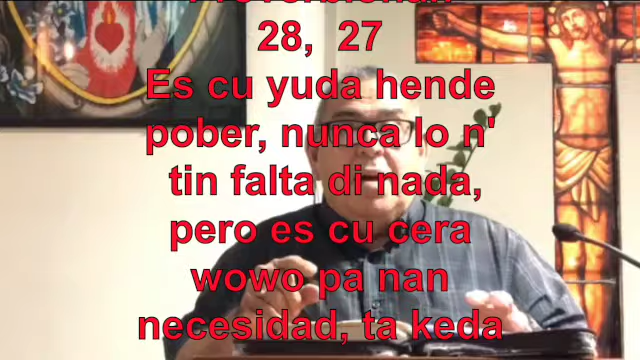 28, 27
Es cu yuda hende
pober, nunca lo n'
tin falta di nada,
pero es cu cera
wowo pa nan
necesidad, ta keda